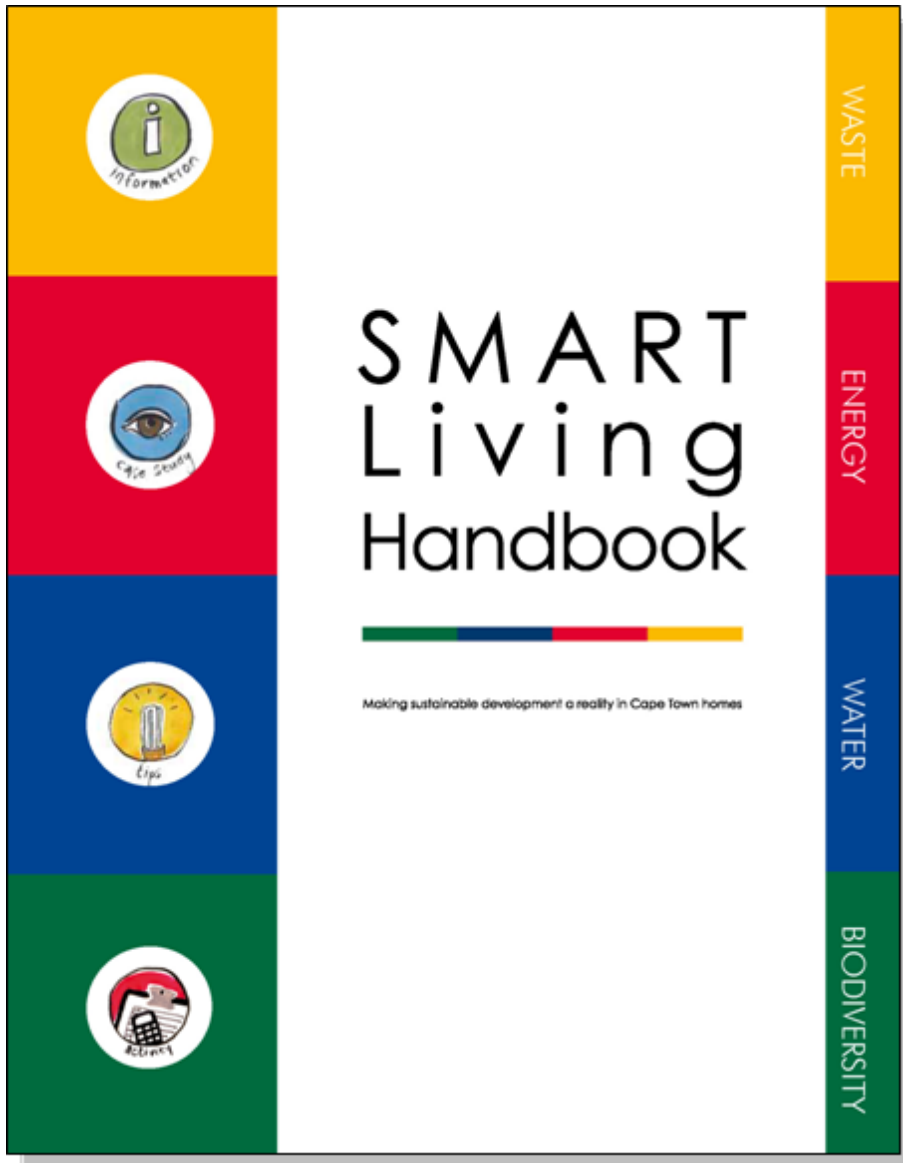 information
case study
tips
activity
SMART
Living
Handbook
Making sustainable development a reality in Cape Town homes
WASTE
ENERGY
WATER
BIODIVERSITY